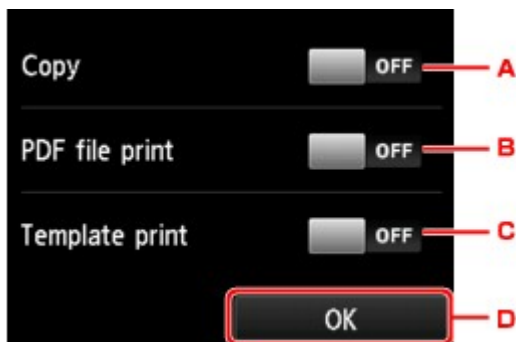 Copy OFF A
PDF file print OFF B
Template print OFF C
OK D